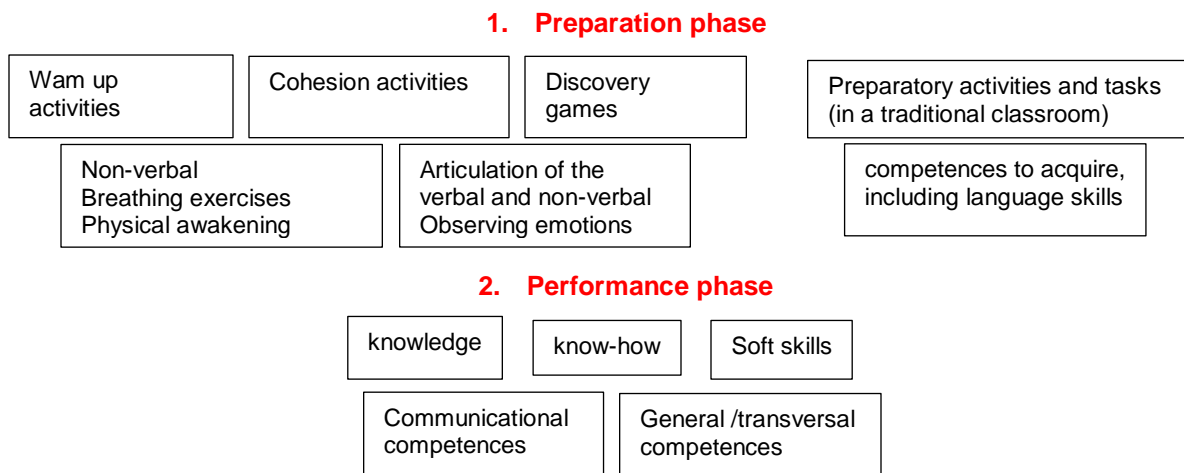 1. Preparation phase
Wam up
activities
Cohesion activities
Discovery
games
Preparatory activities and tasks
(in a traditional classroom)
Non-verbal
Breathing exercises
Physical awakening
Articulation of the
verbal and non-verbal
Observing emotions
competences to acquire,
including language skills
2. Performance phase
knowledge
know-how
Soft skills
Communicational
competences
General /transversal
competences